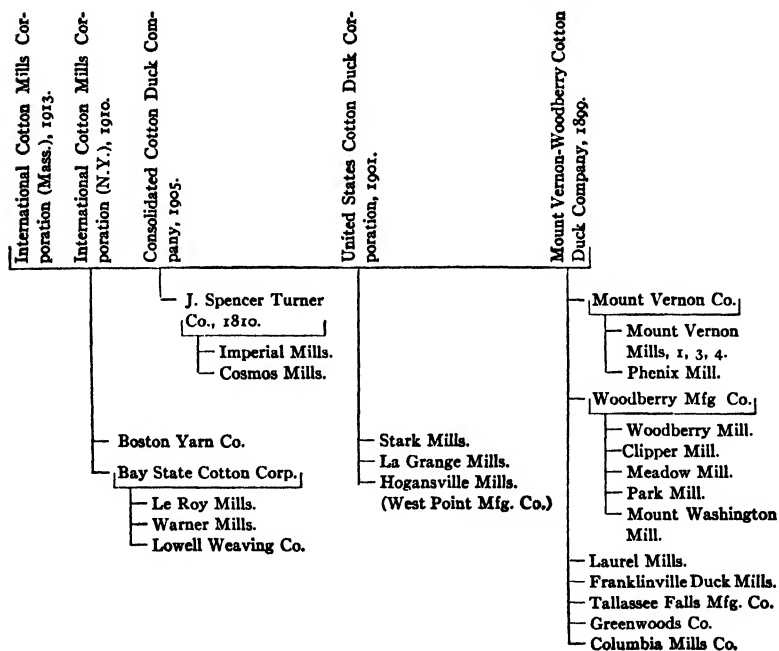 International Cotton Mills Cor-
poration (Mass.), 1913.
International Cotton Mills Cor-
poration (N.Y.), 1910.
Consolidated Cotton Duck Com-
pany, 1905.
United States Cotton Duck Cor-
poration, 1901.
Mount Vernon-Woodberry Cotton
Duck Company, 1899.
J. Spencer Turner
Co., 1810.
Imperial Mills.
Cosmos Mills.
Boston Yarn Co.
Bay State Cotton Corp.
Le Roy Mills.
Warner Mills.
Lowell Weaving Co.
Stark Mills.
La Grange Mills.
Hogansville Mills.
(West Point Mfg. Co.)
Mount Vernon Co.
Mount Vernon
Mills, 1, 3, 4.
Phenix Mill.
Woodberry Mfg Co.
Woodberry Mill.
Clipper Mill.
Meadow Mill.
Park Mill.
Mount Washington
Mill.
Laurel Mills.
Franklinville Duck Mills.
Tallassee Falls Mfg. Co.
Greenwoods Co.
Columbia Mills Co.